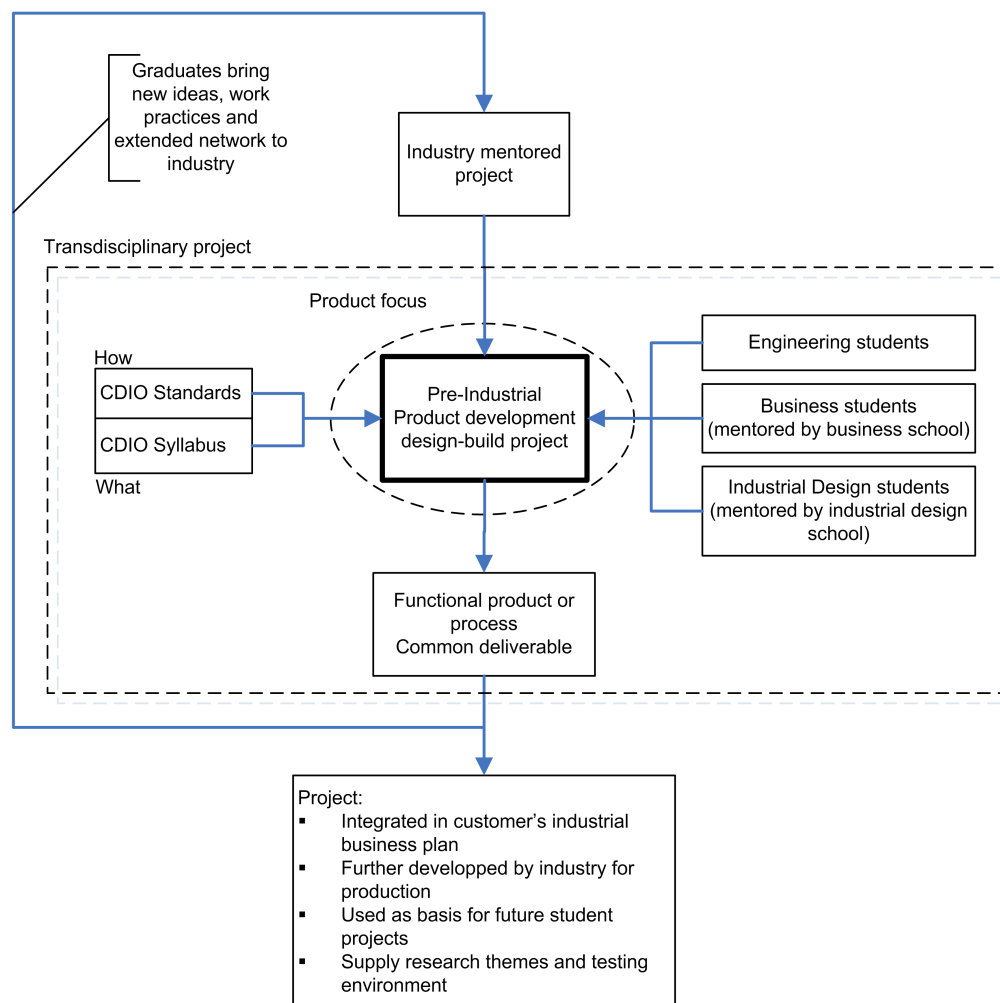 Graduates bring
new ideas, work
practices and
extended network to
industry
Industry mentored
project
Transdisciplinary project
Product focus
How
CDIO Standards
CDIO Syllabus
What
Pre-Industrial
Product development
design-build project
Engineering students
Business students
(mentored by business school)
Industrial Design students
(mentored by industrial design
school)
Functional product or
process
Common deliverable
Project:
▪ Integrated in customer’s industrial
business plan
▪ Further developped by industry for
production
▪ Used as basis for future student
projects
▪ Supply research themes and testing
environment